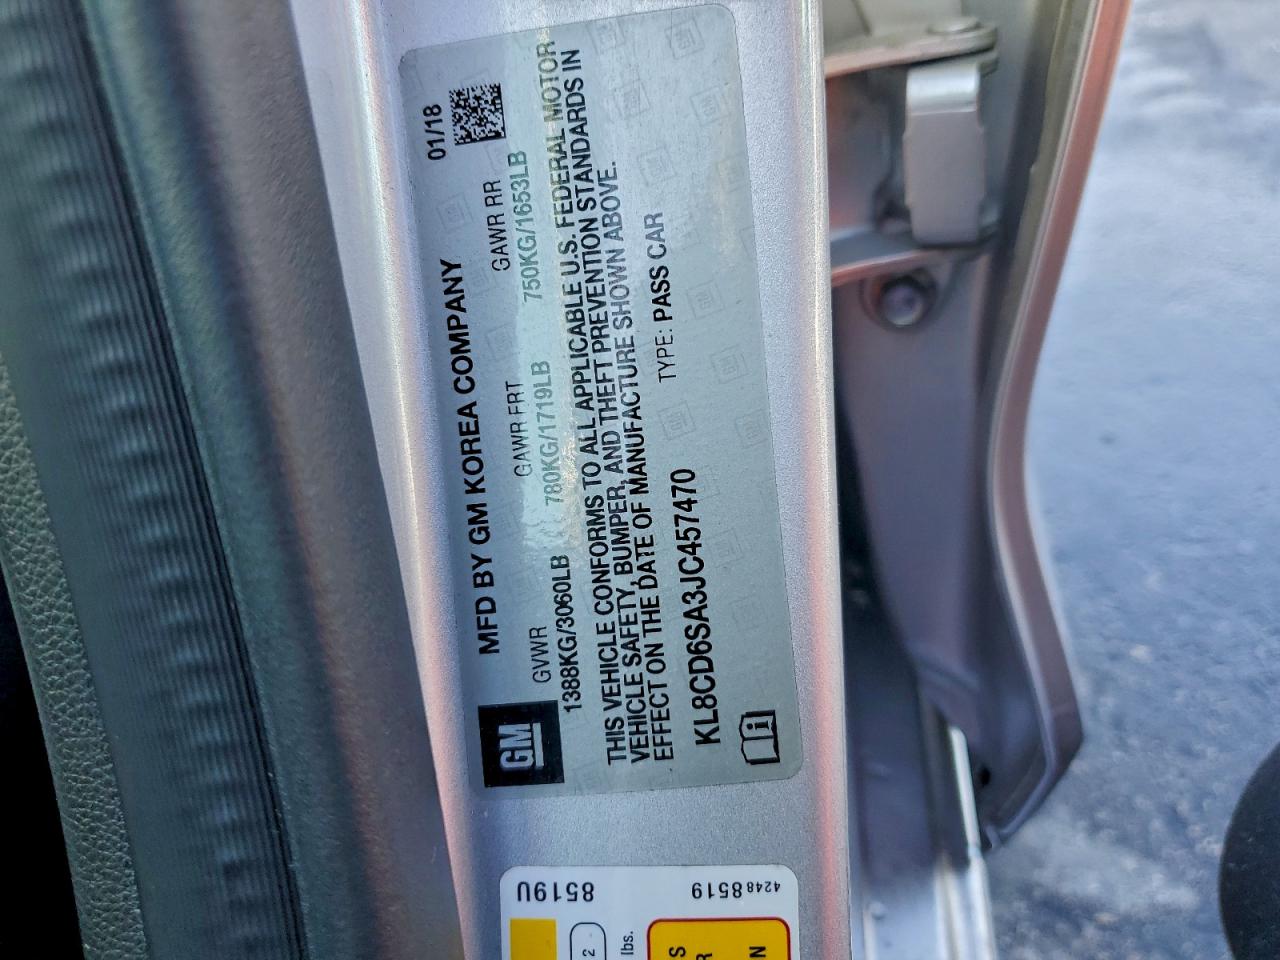 MFD BY GM KOREA COMPANY 01/18
GM
GVWR GAWR FRT GAWR RR
1388KG/3060LB 780KG/1719LB 750KG/1653LB
THIS VEHICLE CONFORMS TO ALL APPLICABLE U.S. FEDERAL MOTOR
VEHICLE SAFETY, BUMPER, AND THEFT PREVENTION STANDARDS IN
EFFECT ON THE DATE OF MANUFACTURE SHOWN ABOVE.
KL8CD6SA3JC457470 TYPE: PASS CAR
8519U
42488519
2
lbs.
S
R
N